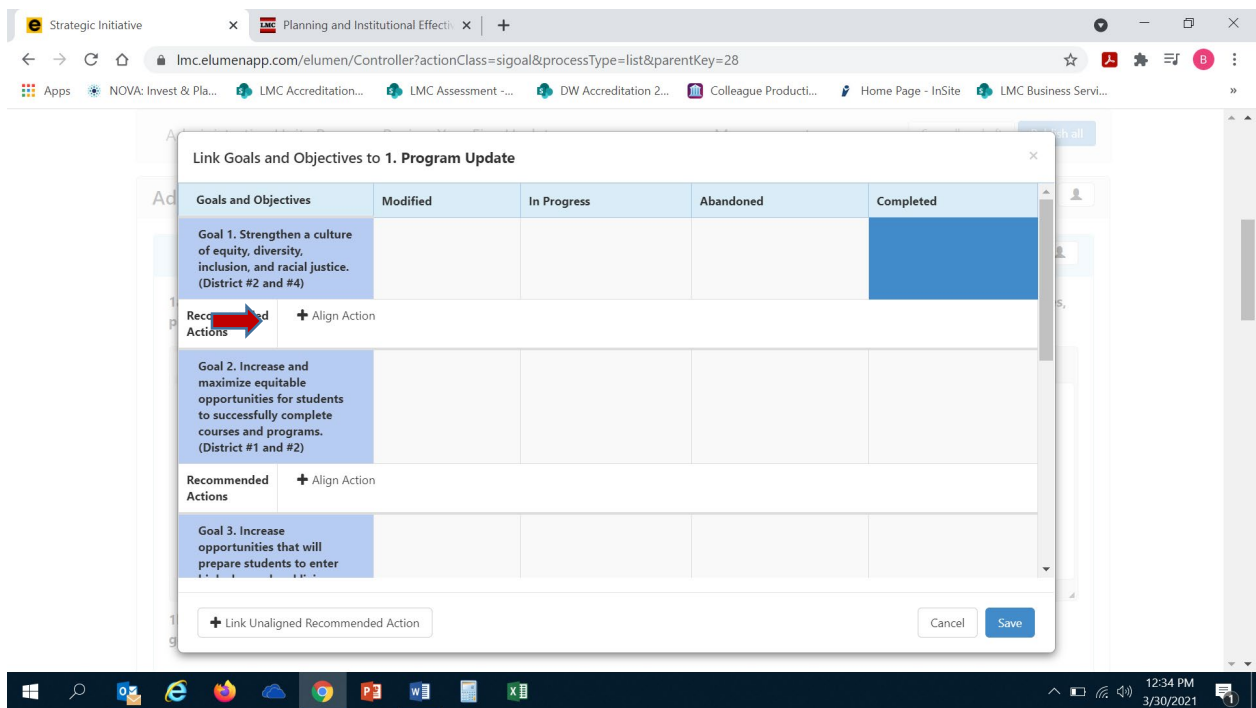 Strategic Initiative
Planning and Institutional Effectiv
lmc.elumenapp.com/elumen/Controller?actionClass=sigoal&processType=list&parentKey=28
B
Apps NOVA: Invest & Pla... LMC Accreditation... LMC Assessment -... DW Accreditation 2... Colleague Producti... Home Page - InSite LMC Business Servi... »
Link Goals and Objectives to 1. Program Update ×
Goals and Objectives Modified In Progress Abandoned Completed
Goal 1. Strengthen a culture
of equity, diversity,
inclusion, and racial justice.
(District #2 and #4)
Actions
+ Align Action
Goal 2. Increase and
maximize equitable
opportunities for students
to successfully complete
courses and programs.
(District #1 and #2)
Recommended
Actions
+ Align Action
Goal 3. Increase
opportunities that will
prepare students to enter
+ Link Unaligned Recommended Action Cancel Save
12:34 PM
3/30/2021
1